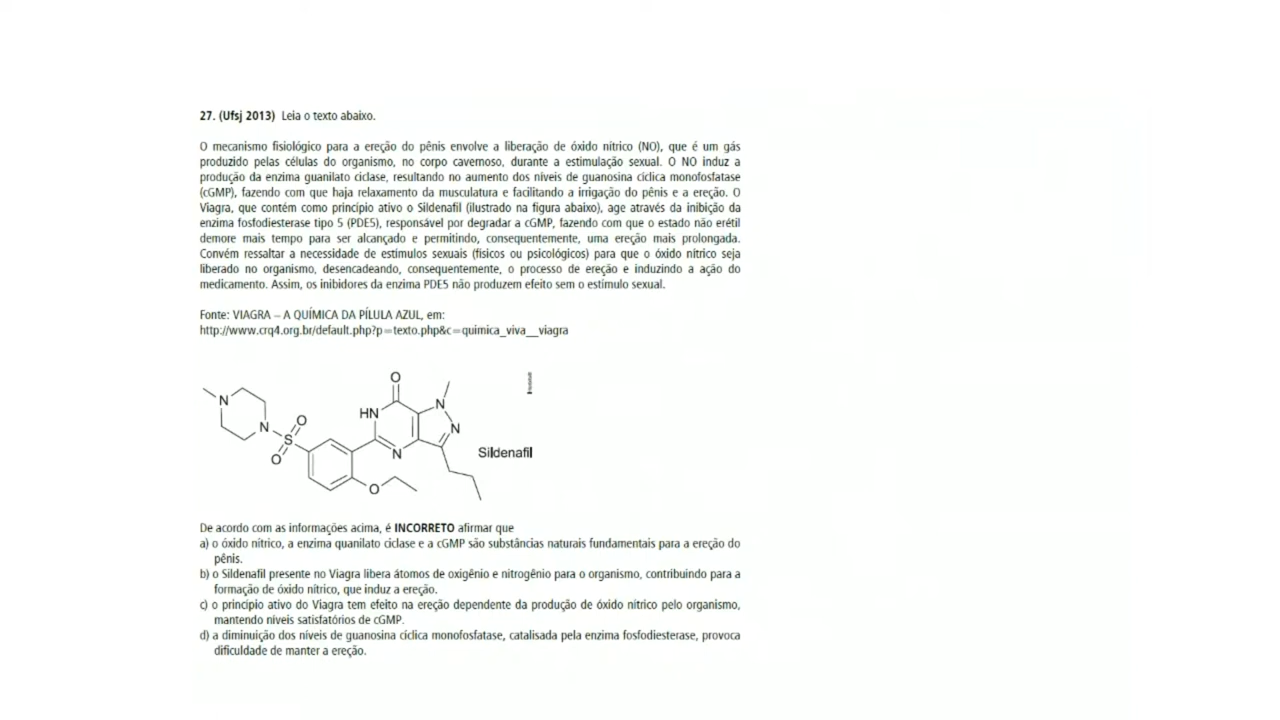 27. (Ufsj 2013) Leia o texto abaixo.
O mecanismo fisiológico para a ereção do pênis envolve a liberação de óxido nítrico (NO), que é um gás
produzido pelas células do organismo, no corpo cavernoso, durante a estimulação sexual. O NO induz a
produção da enzima guanilato ciclase, resultando no aumento dos níveis de guanosina cíclica monofosfatase
(cGMP), fazendo com que haja relaxamento da musculatura e facilitando a irrigação do pênis e a ereção. O
Viagra, que contém como princípio ativo o Sildenafil (ilustrado na figura abaixo), age através da inibição da
enzima fosfodiesterase tipo 5 (PDE5), responsável por degradar a cGMP, fazendo com que o estado não erétil
demore mais tempo para ser alcançado e permitindo, consequentemente, uma ereção mais prolongada.
Convém ressaltar a necessidade de estímulos sexuais (físicos ou psicológicos) para que o óxido nítrico seja
liberado no organismo, desencadeando, consequentemente, o processo de ereção e induzindo a ação do
medicamento. Assim, os inibidores da enzima PDE5 não produzem efeito sem o estímulo sexual.
Fonte: VIAGRA – A QUÍMICA DA PÍLULA AZUL, em:
http://www.crq4.org.br/default.php?p=texto.php&c=quimica_viva__viagra
O
N
N
HN
N
O
N
S
O
N
Sildenafil
O
De acordo com as informações acima, é INCORRETO afirmar que
a) o óxido nítrico, a enzima quanilato ciclase e a cGMP são substâncias naturais fundamentais para a ereção do
pênis.
b) o Sildenafil presente no Viagra libera átomos de oxigênio e nitrogênio para o organismo, contribuindo para a
formação de óxido nítrico, que induz a ereção.
c) o princípio ativo do Viagra tem efeito na ereção dependente da produção de óxido nítrico pelo organismo,
mantendo níveis satisfatórios de cGMP.
d) a diminuição dos níveis de guanosina cíclica monofosfatase, catalisada pela enzima fosfodiesterase, provoca
dificuldade de manter a ereção.